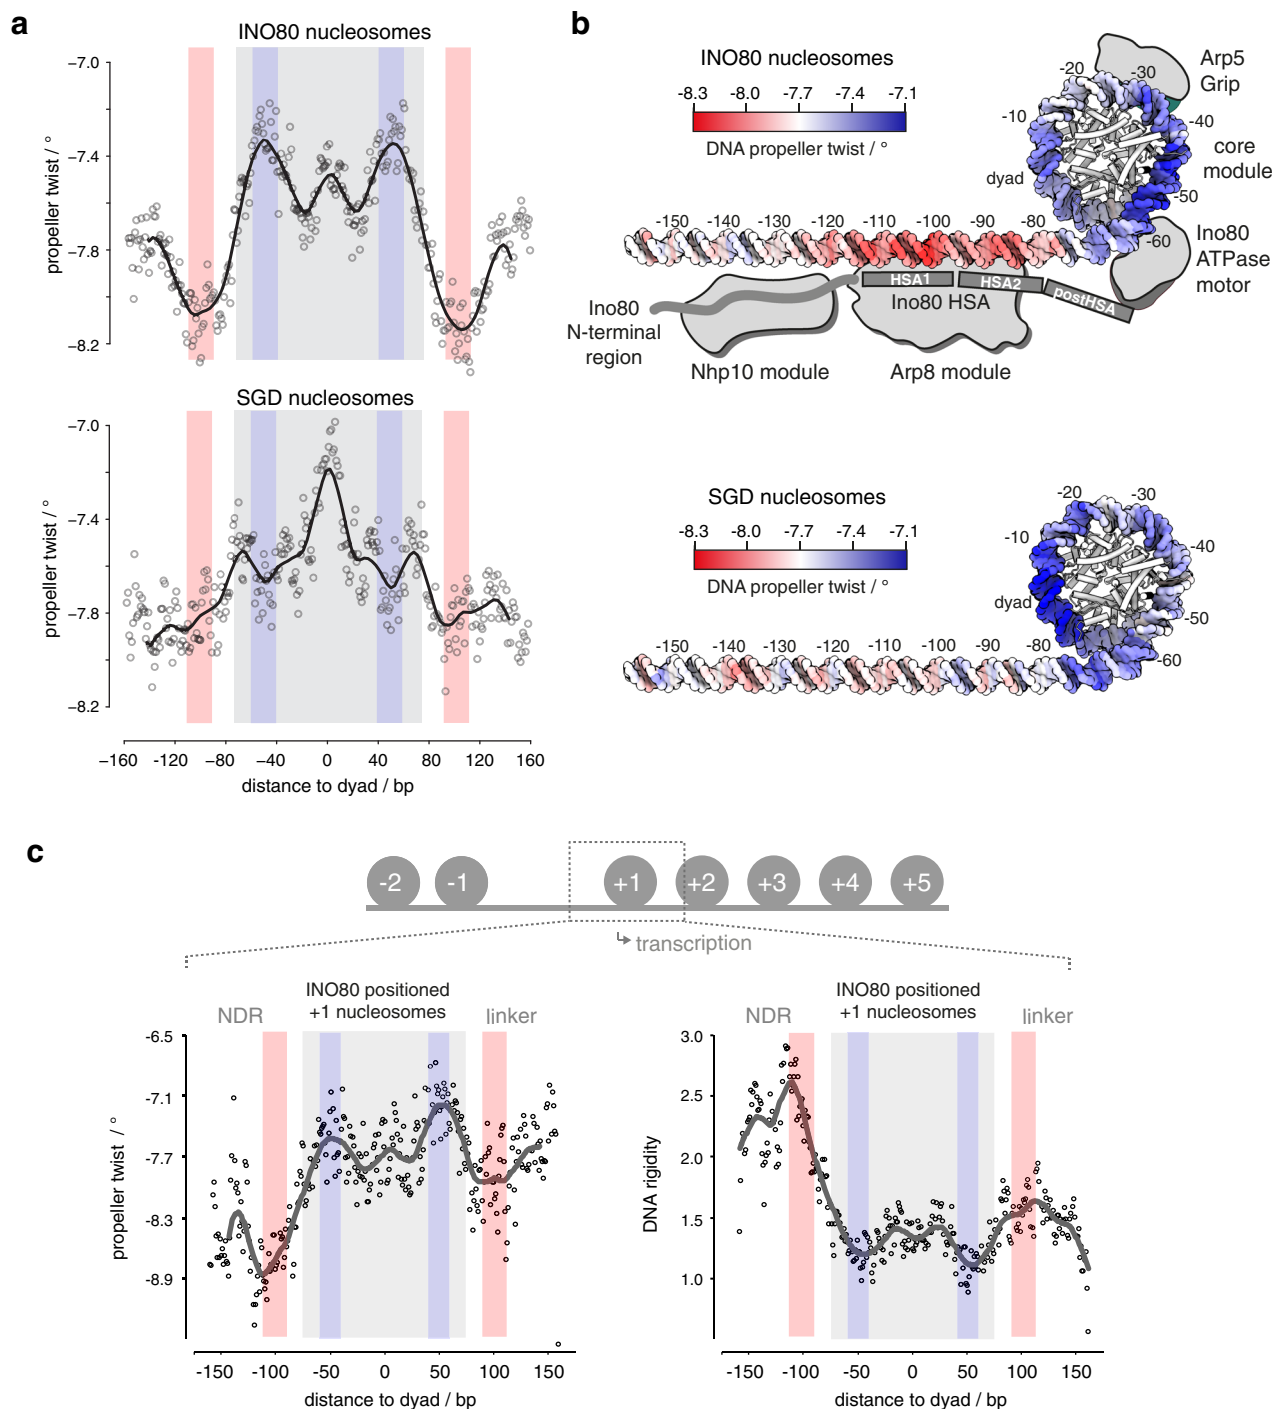 a
INO80 nucleosomes
−7.0
−7.4
−7.8
−8.2
propeller twist / °
SGD nucleosomes
−7.0
−7.4
−7.8
−8.2
propeller twist / °
−160 −120 −80 −40 0 40 80 120 160
distance to dyad / bp
b
INO80 nucleosomes
-8.3 -8.0 -7.7 -7.4 -7.1
DNA propeller twist / °
-20 -30
-10 -40
dyad -50
-60
Arp5
Grip
core
module
Ino80
ATPase
motor
-150 -140 -130 -120 -110 -100 -90 -80
HSA1 HSA2 postHSA
Ino80 HSA
Ino80
N-terminal
region
Nhp10 module
Arp8 module
SGD nucleosomes
-8.3 -8.0 -7.7 -7.4 -7.1
DNA propeller twist / °
-20 -30
-10 -40
dyad -50
-60
-150 -140 -130 -120 -110 -100 -90 -80
c
-2 -1 +1 +2 +3 +4 +5
transcription
INO80 positioned
+1 nucleosomes
NDR
linker
-6.5
-7.1
-7.7
-8.3
-8.9
propeller twist / °
-150 -100 -50 0 50 100 150
distance to dyad / bp
INO80 positioned
+1 nucleosomes
NDR
linker
3.0
2.5
2.0
1.5
1.0
DNA rigidity
-150 -100 -50 0 50 100 150
distance to dyad / bp